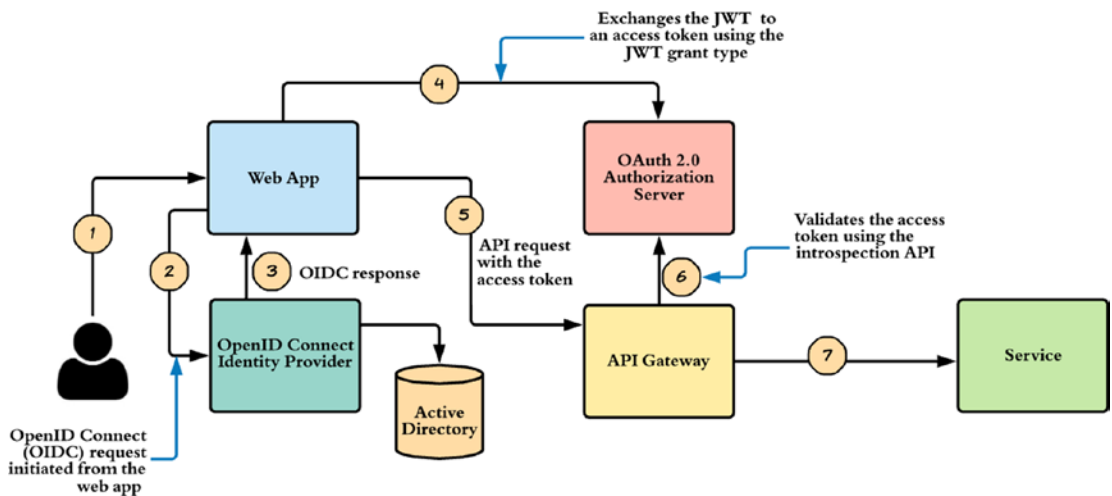 Exchanges the JWT to
an access token using the
JWT grant type
4
Web App
OAuth 2.0
Authorization
Server
1
2
3
OIDC response
5
API request
with the
access token
Validates the access
token using the
introspection API
6
OpenID Connect
Identity Provider
API Gateway
7
Service
Active
Directory
OpenID Connect
(OIDC) request
initiated from the
web app